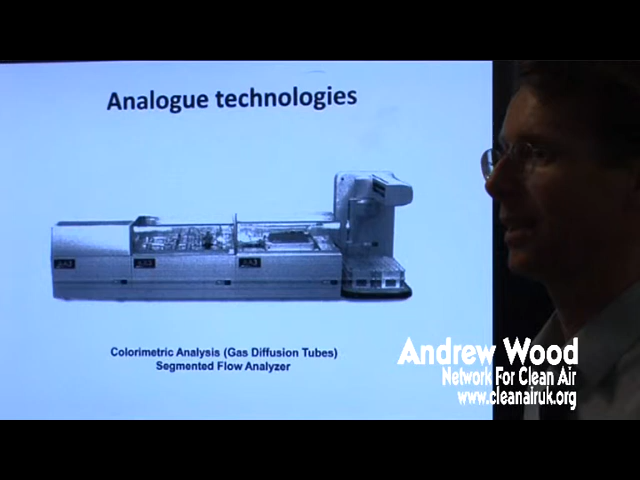 Analogue technologies
Colorimetric Analysis (Gas Diffusion Tubes)
Segmented Flow Analyzer
Andrew Wood
Network For Clean Air
www.cleanairuk.org